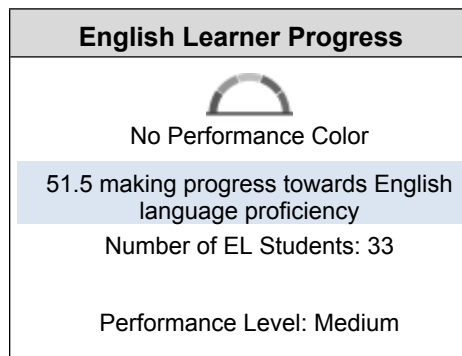 English Learner Progress
No Performance Color
51.5 making progress towards English
language proficiency
Number of EL Students: 33
Performance Level: Medium